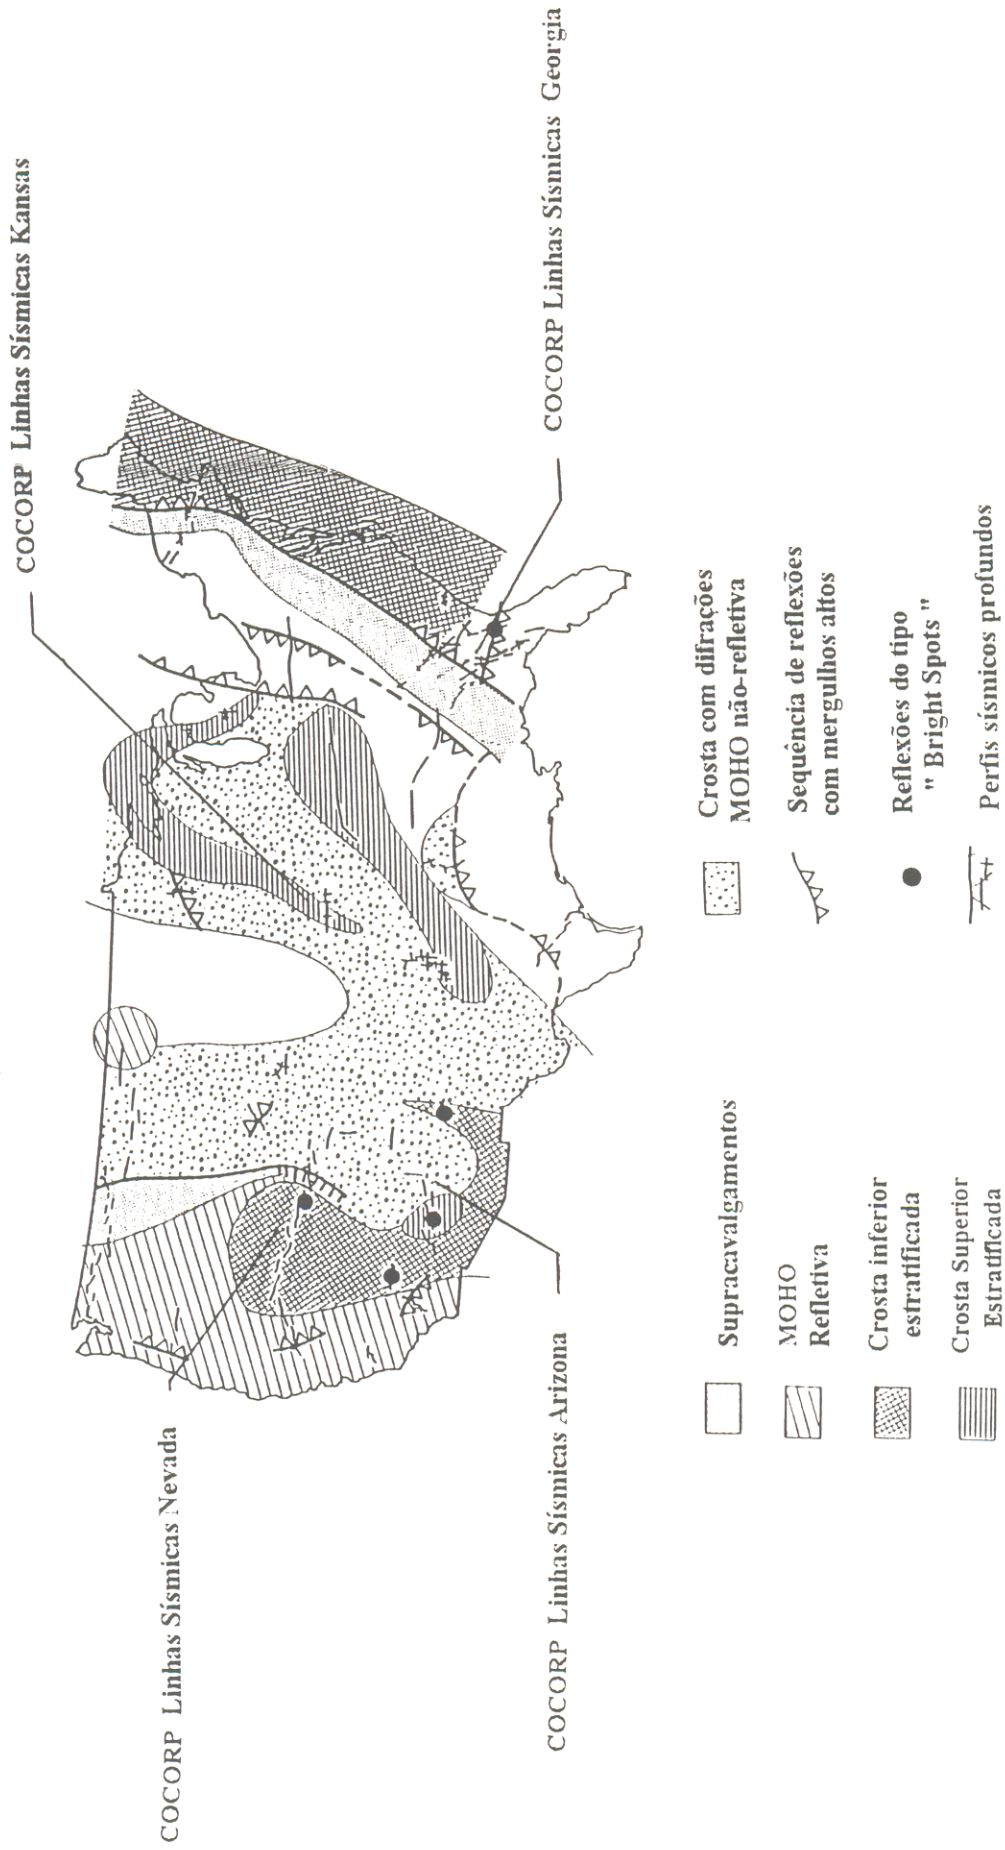 COCORP Linhas Sísmicas Kansas
COCORP Linhas Sísmicas Nevada
COCORP Linhas Sísmicas Arizona
COCORP Linhas Sísmicas Georgia
Supracavalgamentos
MOHO
Refletiva
Crosta inferior
estratificada
Crosta Superior
Estratificada
Crosta com difrações
MOHO não-refletiva
Sequência de reflexões
com mergulhos altos
Reflexões do tipo
" Bright Spots "
Perfis sísmicos profundos